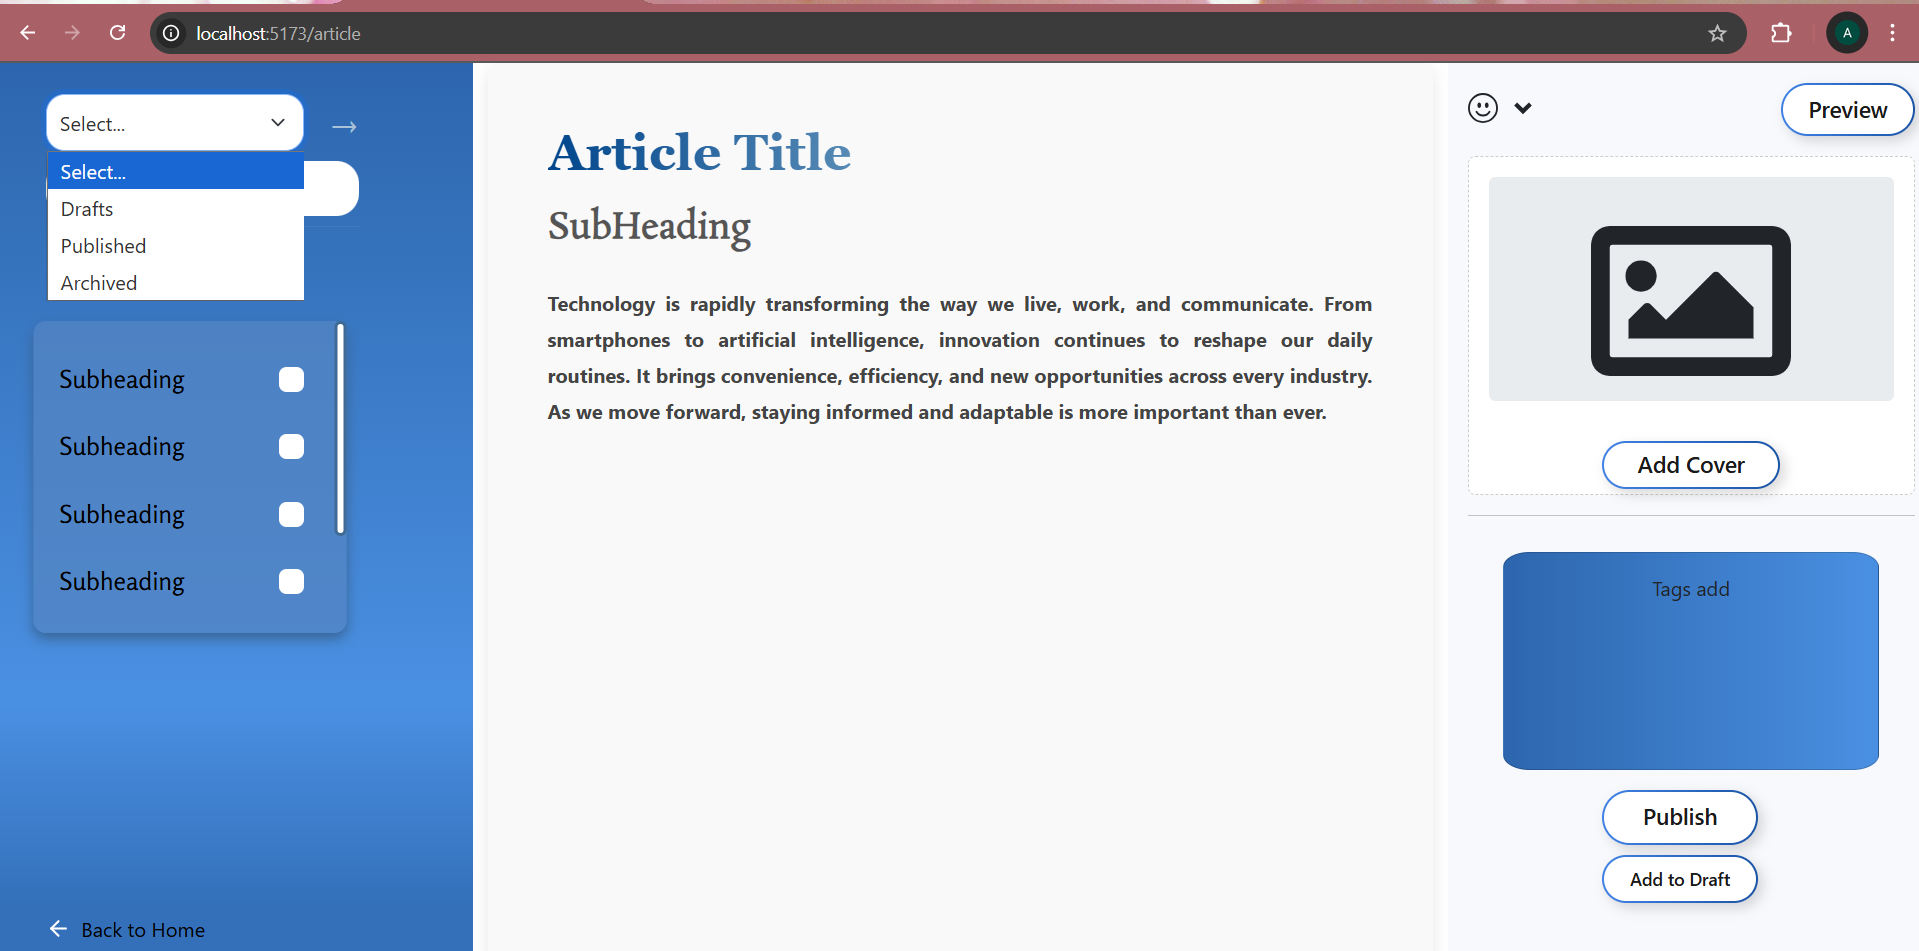 localhost:5173/article
A
Select...
Select...
Drafts
Published
Archived
Subheading
Subheading
Subheading
Subheading
Back to Home
Article Title
SubHeading
Technology is rapidly transforming the way we live, work, and communicate. From
smartphones to artificial intelligence, innovation continues to reshape our daily
routines. It brings convenience, efficiency, and new opportunities across every industry.
As we move forward, staying informed and adaptable is more important than ever.
Preview
Add Cover
Tags add
Publish
Add to Draft